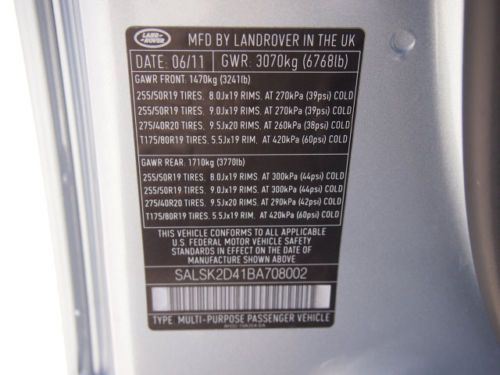 LAND-
ROVER
MFD BY LANDROVER IN THE UK
DATE: 06/11 GWR: 3070kg (6768lb)
GAWR FRONT: 1470kg (3241lb)
255/50R19 TIRES, 8.0Jx19 RIMS, AT 270kPa (39psi) COLD
255/50R19 TIRES, 9.0Jx19 RIMS, AT 270kPa (39psi) COLD
275/40R20 TIRES, 9.5Jx20 RIMS, AT 260kPa (38psi) COLD
T175/80R19 TIRES, 5.5Jx19 RIM, AT 420kPa (60psi) COLD
GAWR REAR: 1710kg (3770lb)
255/50R19 TIRES, 8.0Jx19 RIMS, AT 300kPa (44psi) COLD
255/50R19 TIRES, 9.0Jx19 RIMS, AT 300kPa (44psi) COLD
275/40R20 TIRES, 9.5Jx20 RIMS, AT 290kPa (42psi) COLD
T175/80R19 TIRES, 5.5Jx19 RIM, AT 420kPa (60psi) COLD
THIS VEHICLE CONFORMS TO ALL APPLICABLE
U.S. FEDERAL MOTOR VEHICLE SAFETY
STANDARDS IN EFFECT ON THE DATE OF
MANUFACTURE SHOWN ABOVE
SALSK2D41BA708002
TYPE: MULTI-PURPOSE PASSENGER VEHICLE